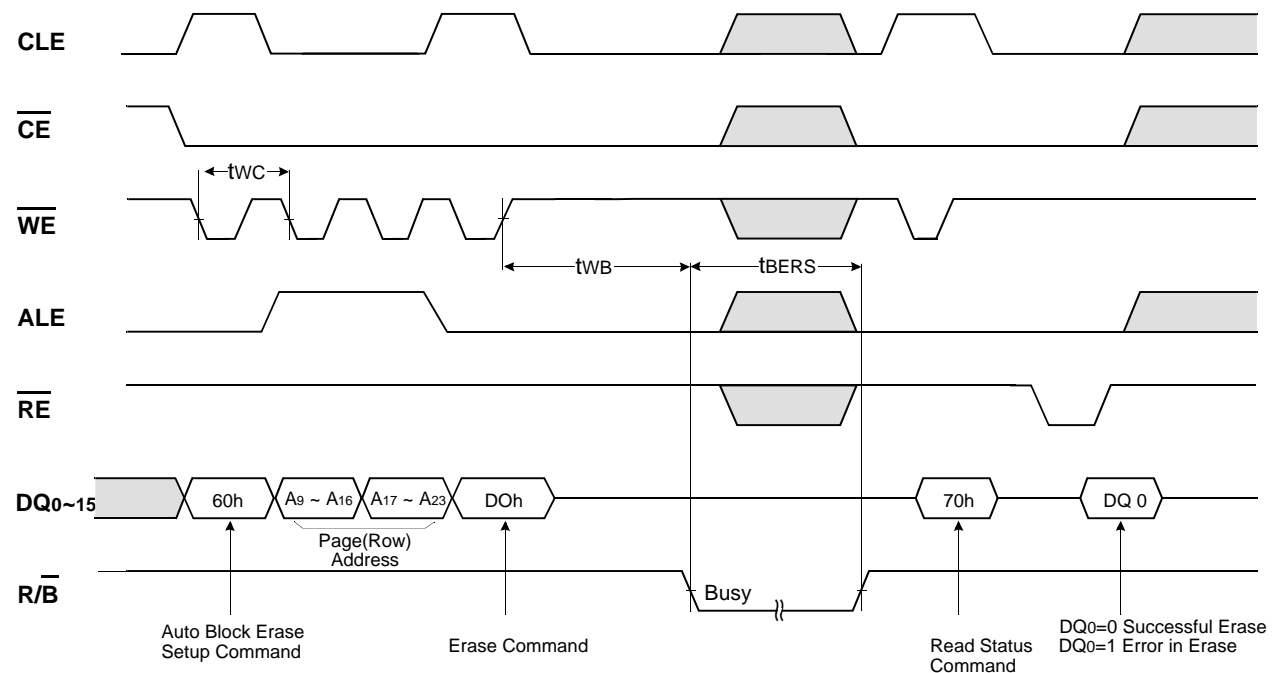 CLE
CE
tWC
WE
tWB
tBERS
ALE
RE
DQ0~15
60h
A9 ~ A16
A17 ~ A23
DOh
70h
DQ 0
Page(Row)
Address
R/B
Busy
Auto Block Erase
Setup Command
Erase Command
Read Status
Command
DQ0=0 Successful Erase
DQ0=1 Error in Erase